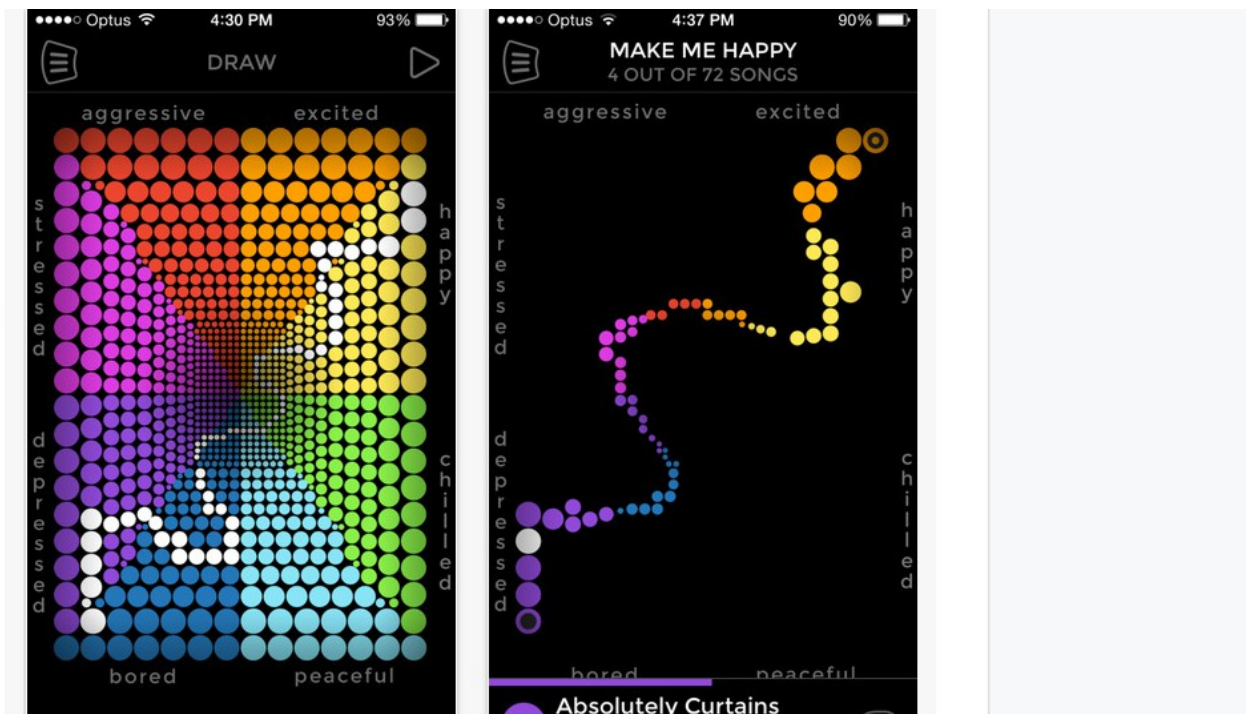 Optus 4:30 PM 93%
DRAW
aggressive excited
stressed
happy
depressed
chilled
bored peaceful
Optus 4:37 PM 90%
MAKE ME HAPPY
4 OUT OF 72 SONGS
aggressive excited
stressed
happy
depressed
chilled
bored peaceful
Absolutely Curtains